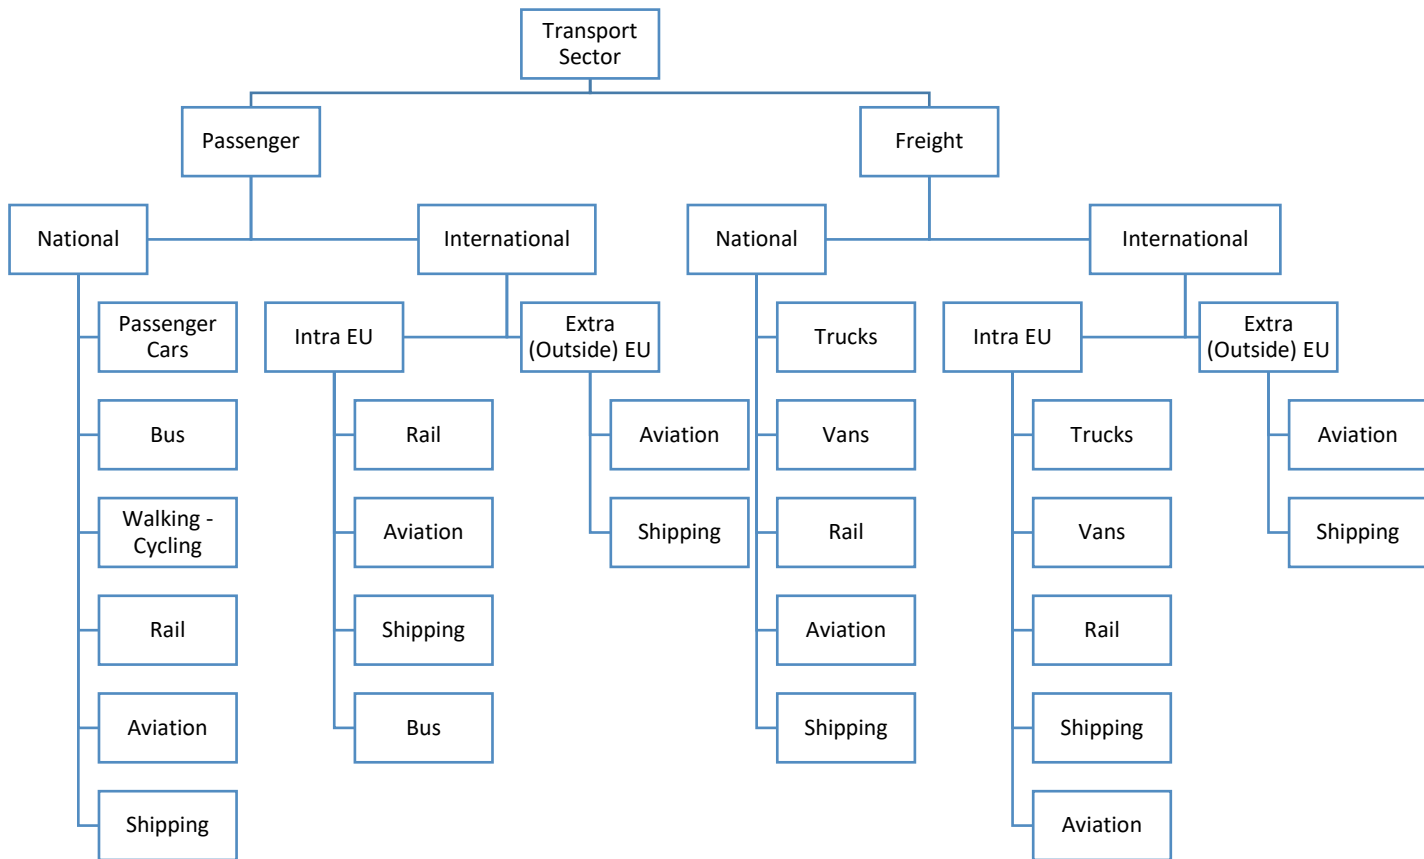 Transport
Sector
Passenger
Freight
National
International
National
International
Passenger
Cars
Intra EU
Extra
(Outside) EU
Trucks
Intra EU
Extra
(Outside) EU
Bus
Rail
Aviation
Vans
Trucks
Aviation
Walking -
Cycling
Aviation
Shipping
Rail
Vans
Shipping
Rail
Shipping
Aviation
Rail
Aviation
Bus
Shipping
Shipping
Shipping
Aviation